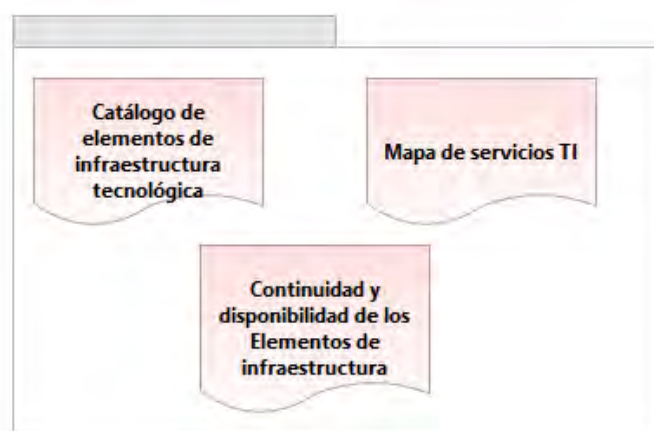 Catálogo de
elementos de
infraestructura
tecnológica
Mapa de servicios TI
Continuidad y
disponibilidad de los
Elementos de
infraestructura